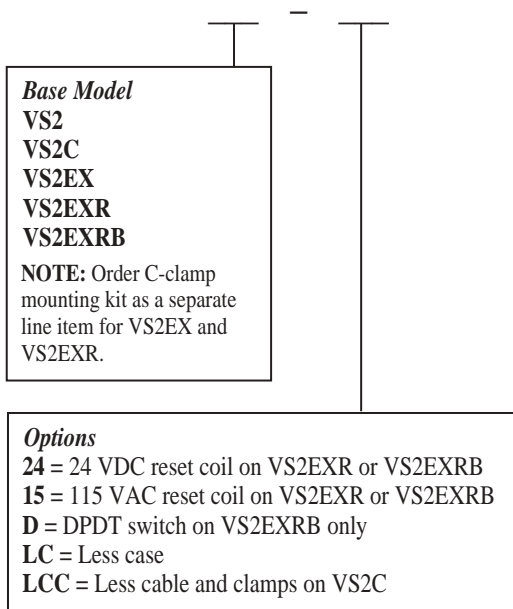 Base Model
VS2
VS2C
VS2EX
VS2EXR
VS2EXRB
NOTE: Order C-clamp
mounting kit as a separate
line item for VS2EX and
VS2EXR.
Options
24 = 24 VDC reset coil on VS2EXR or VS2EXRB
15 = 115 VAC reset coil on VS2EXR or VS2EXRB
D = DPDT switch on VS2EXRB only
LC = Less case
LCC = Less cable and clamps on VS2C